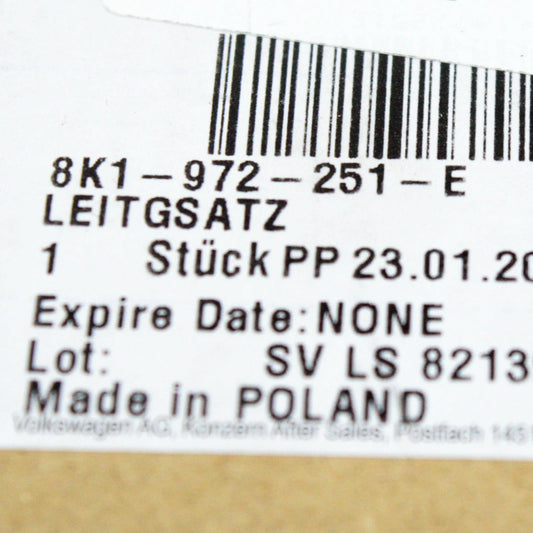 8K1-972-251-E
LEITGSATZ
1 Stück PP 23.01.20
Expire Date: NONE
Lot: SV LS 8213
Made in POLAND
Volkswagen AG, Konzern After Sales, Postfach 145